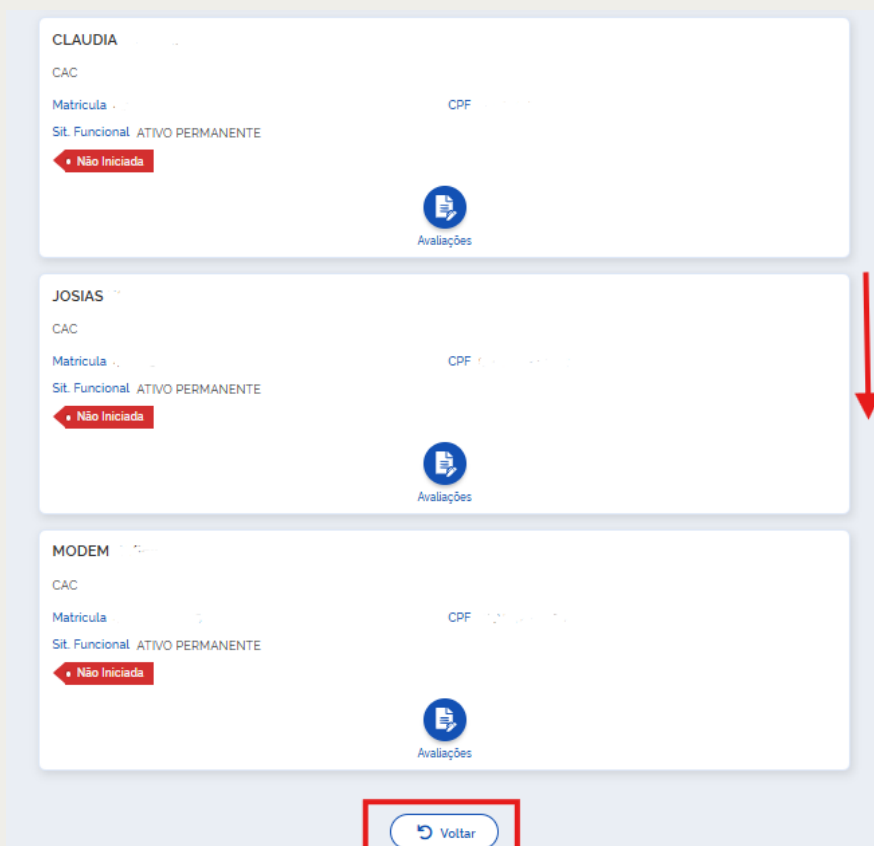 CLAUDIA
CAC
Matricula CPF
Sit. Funcional ATIVO PERMANENTE
Não Iniciada
Avaliações
JOSIAS
CAC
Matricula CPF
Sit. Funcional ATIVO PERMANENTE
Não Iniciada
Avaliações
MODEM
CAC
Matricula CPF
Sit. Funcional ATIVO PERMANENTE
Não Iniciada
Avaliações
Voltar